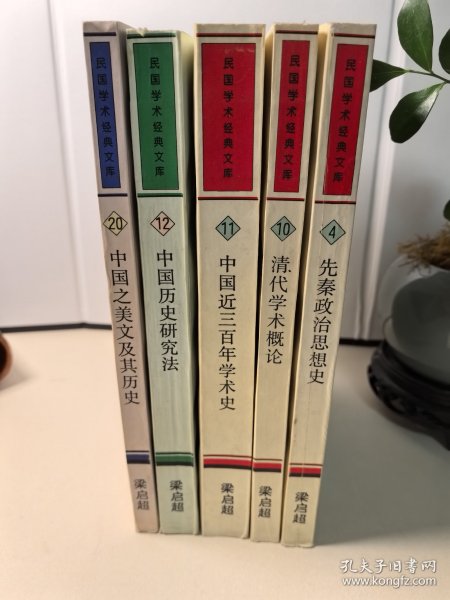 民国学术经典文库
20
中国之美文及其历史
梁启超
民国学术经典文库
12
中国历史研究法
梁启超
民国学术经典文库
11
中国近三百年学术史
梁启超
民国学术经典文库
10
清代学术概论
梁启超
民国学术经典文库
4
先秦政治思想史
梁启超
孔夫子旧书网
www.kongfz.com